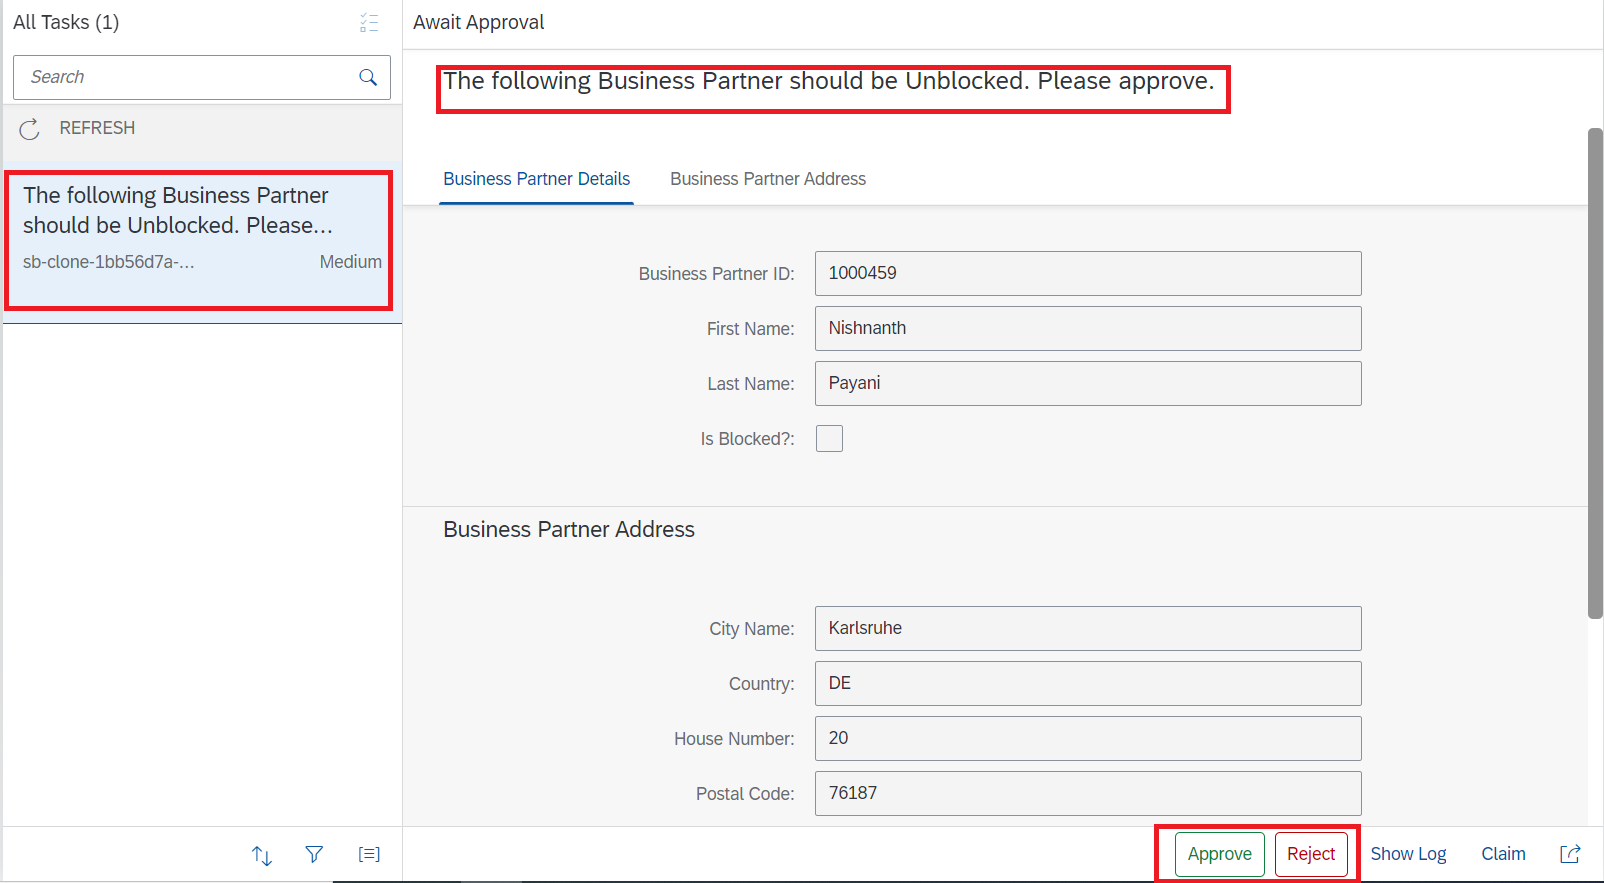 All Tasks (1)
Search
REFRESH
The following Business Partner
should be Unblocked. Please...
sb-clone-1bb56d7a-...
Medium
Await Approval
The following Business Partner should be Unblocked. Please approve.
Business Partner Details
Business Partner Address
Business Partner ID: 1000459
First Name: Nishnanth
Last Name: Payani
Is Blocked?:
Business Partner Address
City Name: Karlsruhe
Country: DE
House Number: 20
Postal Code: 76187
Approve Reject Show Log Claim